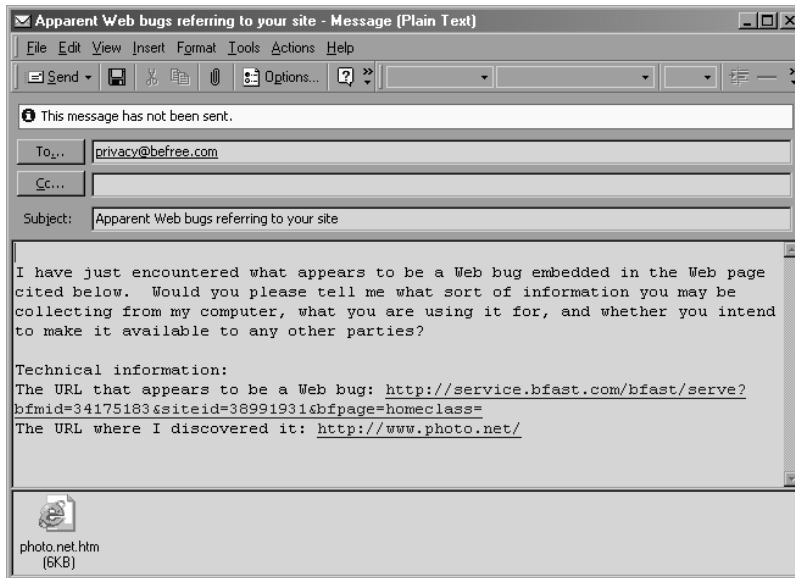 Apparent Web bugs referring to your site - Message (Plain Text)
File Edit View Insert Format Tools Actions Help
Send Options...
This message has not been sent.
To... privacy@befree.com
Cc...
Subject: Apparent Web bugs referring to your site
I have just encountered what appears to be a Web bug embedded in the Web page
cited below. Would you please tell me what sort of information you may be
collecting from my computer, what you are using it for, and whether you intend
to make it available to any other parties?
Technical information:
The URL that appears to be a Web bug: http://service.bfast.com/bfast/serve?
bfmid=34175183&siteid=38991931&bfpage=homeclass=
The URL where I discovered it: http://www.photo.net/
photo.net.htm
(6KB)